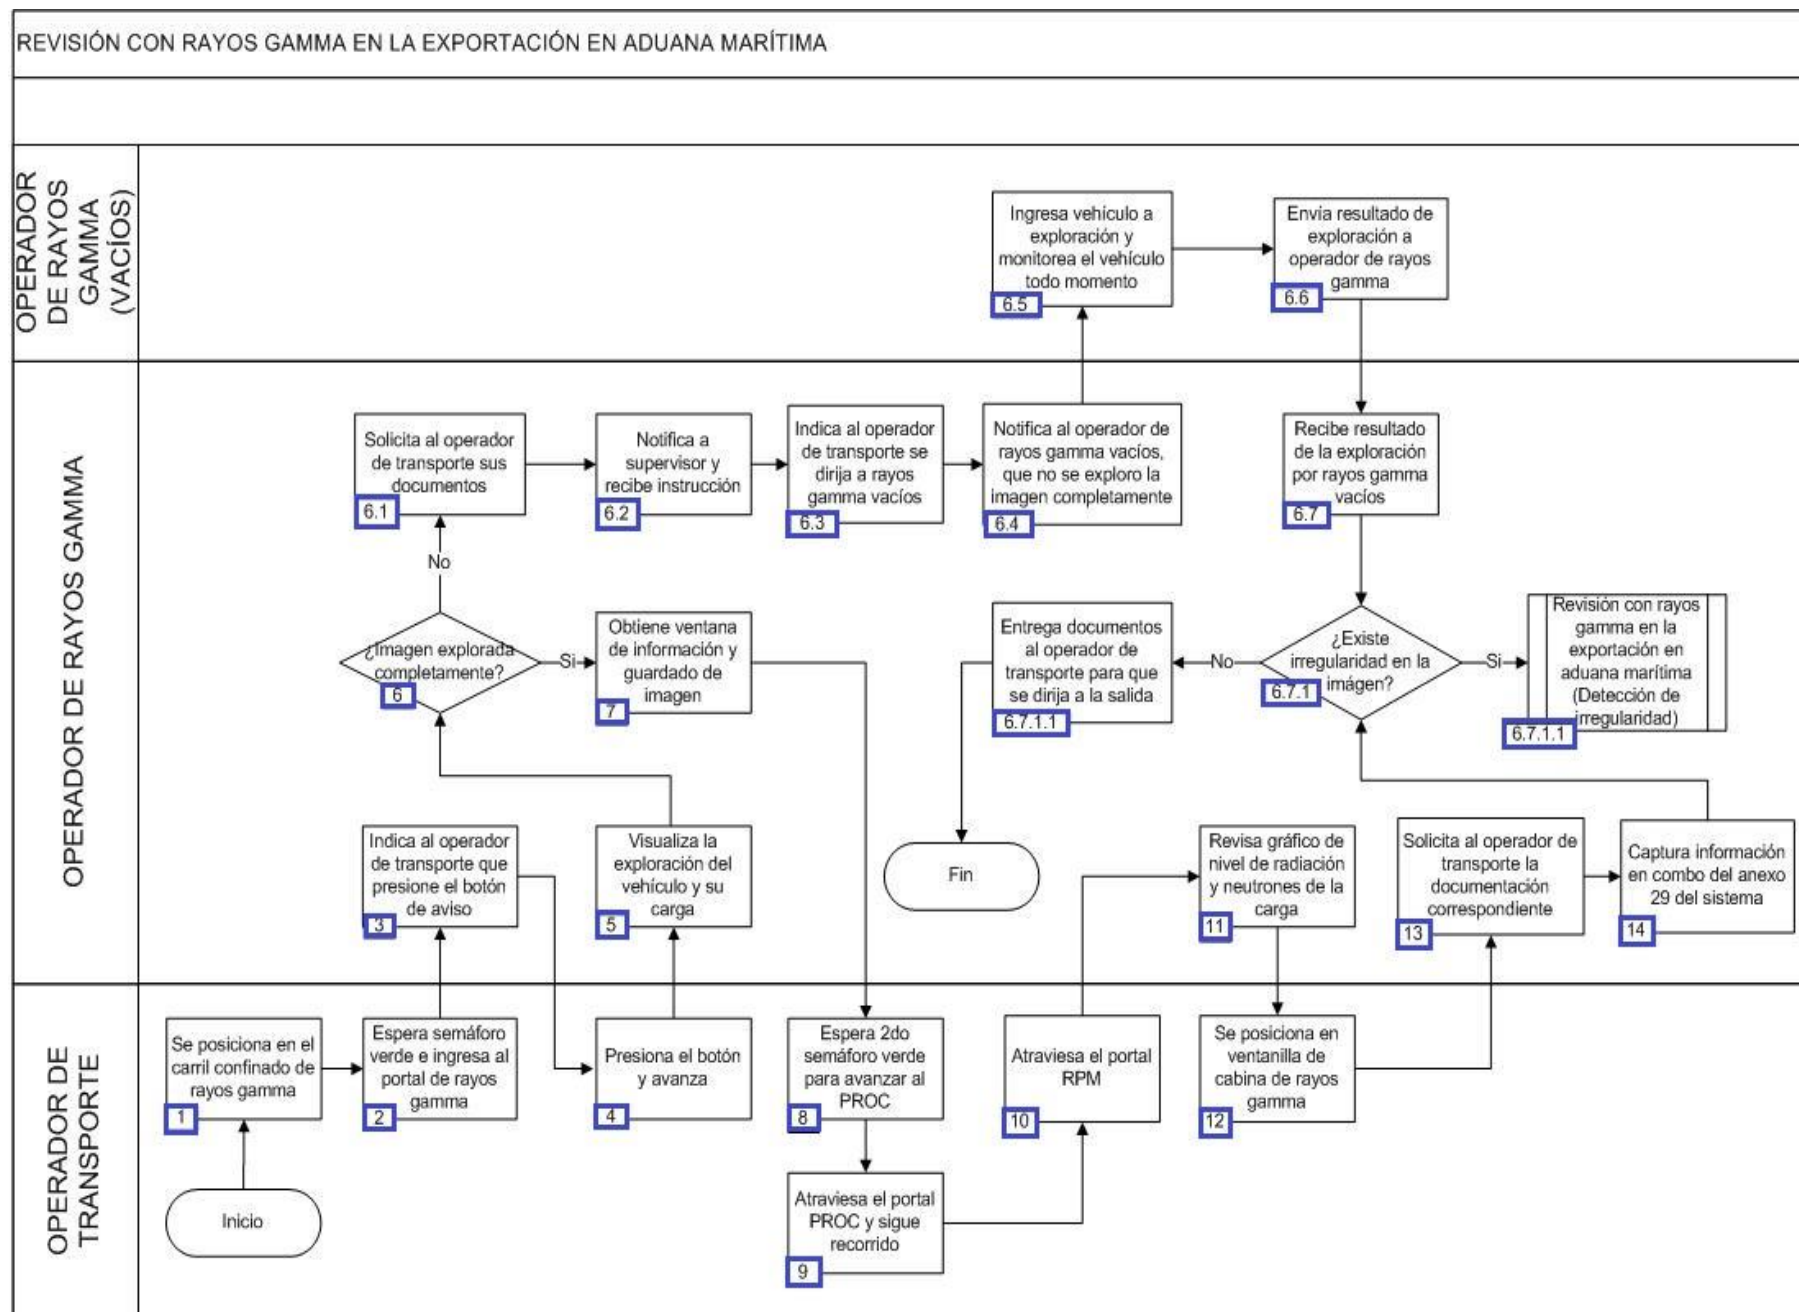 REVISIÓN CON RAYOS GAMMA EN LA EXPORTACIÓN EN ADUANA MARÍTIMA
OPERADOR
DE RAYOS
GAMMA
(VACÍOS)
Ingresa vehículo a
exploración y
monitorea el vehículo
todo momento
6.5
Envia resultado de
exploración a
operador de rayos
gamma
6.6
OPERADOR DE RAYOS GAMMA
Solicita al operador
de transporte sus
documentos
6.1
Notifica a
supervisor y
recibe instrucción
6.2
Indica al operador
de transporte se
dirija a rayos
gamma vacíos
6.3
Notifica al operador de
rayos gamma vacíos,
que no se exploro la
imagen completamente
6.4
Recibe resultado
de la exploración
por rayos gamma
vacíos
6.7
No
¿Imagen explorada
completamente?
6
Si
Obtiene ventana
de información y
guardado de
imagen
7
Entrega documentos
al operador de
transporte para que
se dirija a la salida
6.7.1.1
No
¿Existe
irregularidad en la
imágen?
6.7.1
Si
Revisión con rayos
gamma en la
exportación en
aduana marítima
(Detección de
irregularidad)
6.7.1.1
Indica al operador
de transporte que
presione el botón
de aviso
3
Visualiza la
exploración del
vehículo y su
carga
5
Fin
Revisa gráfico de
nivel de radiación
y neutrones de la
carga
11
Solicita al operador de
transporte la
documentación
correspondiente
13
Captura información
en combo del anexo
29 del sistema
14
OPERADOR DE
TRANSPORTE
Se posiciona en el
carril confinado de
rayos gamma
1
Espera semáforo
verde e ingresa al
portal de rayos
gamma
2
Presiona el botón
y avanza
4
Espera 2do
semáforo verde
para avanzar al
PROC
8
Atraviesa el portal
RPM
10
Se posiciona en
ventanilla de
cabina de rayos
gamma
12
Inicio
Atraviesa el portal
PROC y sigue
recorrido
9